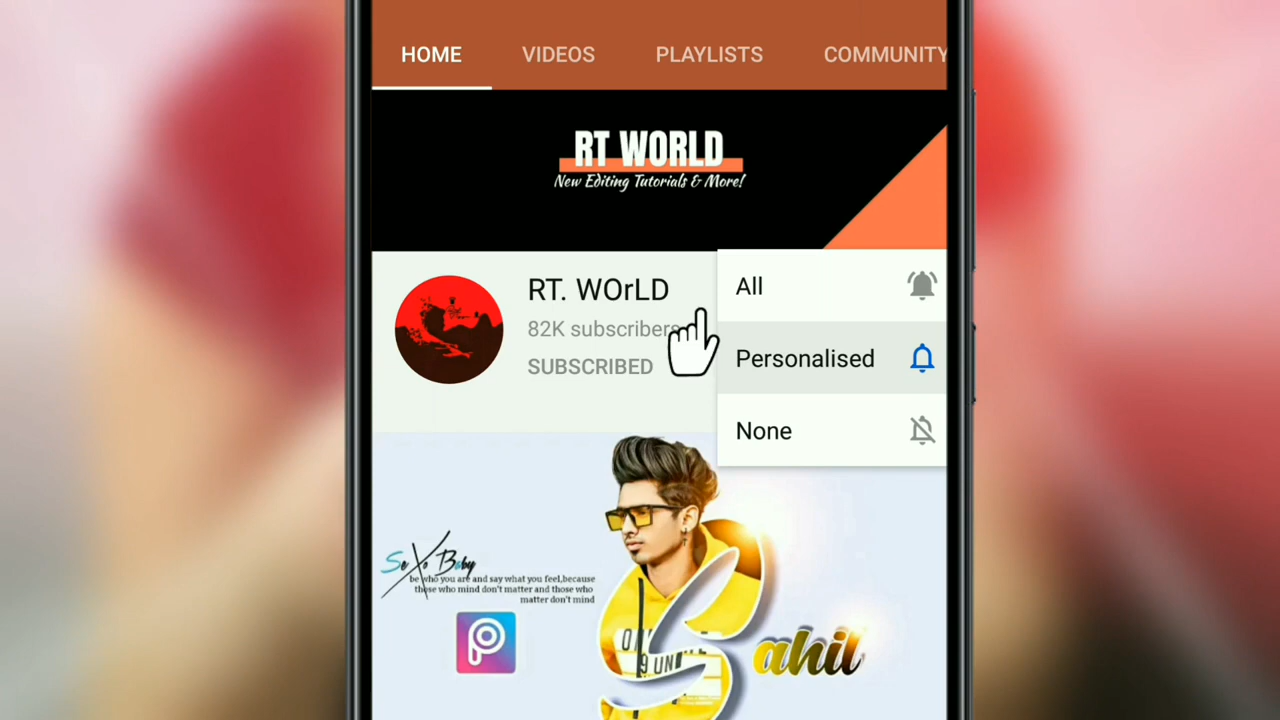 HOME VIDEOS PLAYLISTS COMMUNITY
RT WORLD
New Editing Tutorials & More!
RT. WOrLD
82K subscribers
SUBSCRIBED
All
Personalised
None
SeXo Baby
be who you are and say what you feel,because
those who mind don't matter and those who
matter don't mind
Sahil